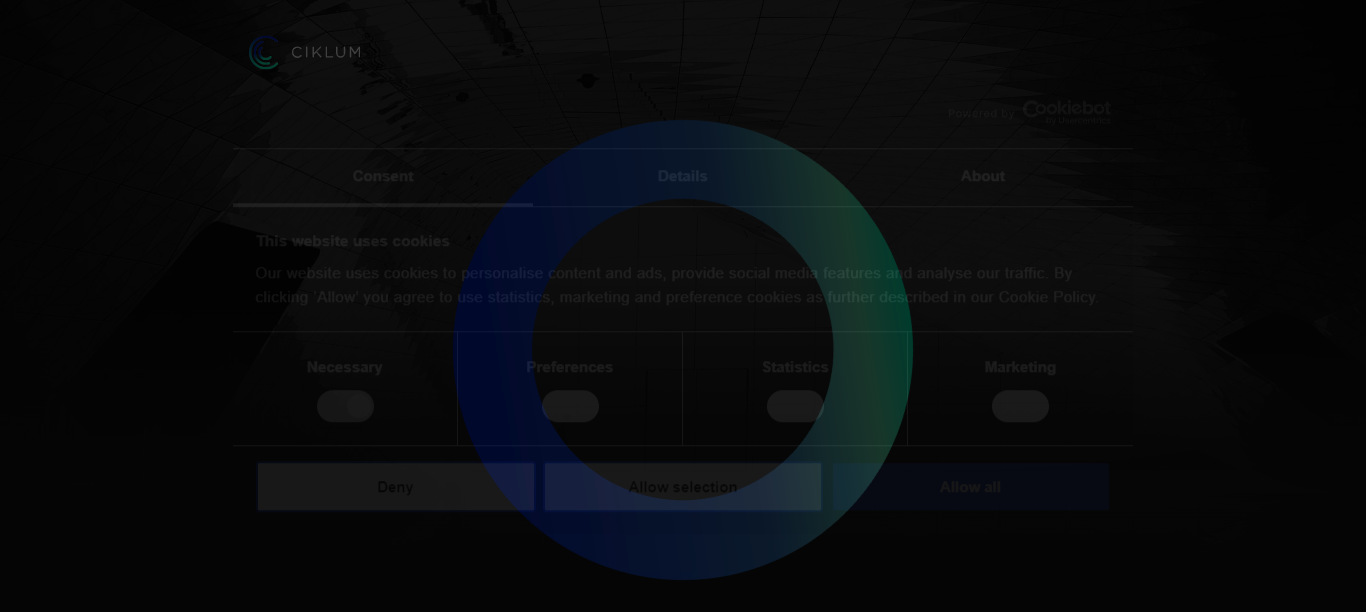 CIKLUM
Powered by Cookiebot
by Usercentrics
Consent
Details
About
This website uses cookies
Our website uses cookies to personalise content and ads, provide social media features and analyse our traffic. By
clicking 'Allow' you agree to use statistics, marketing and preference cookies as further described in our Cookie Policy.
Necessary
Preferences
Statistics
Marketing
Deny
Allow selection
Allow all